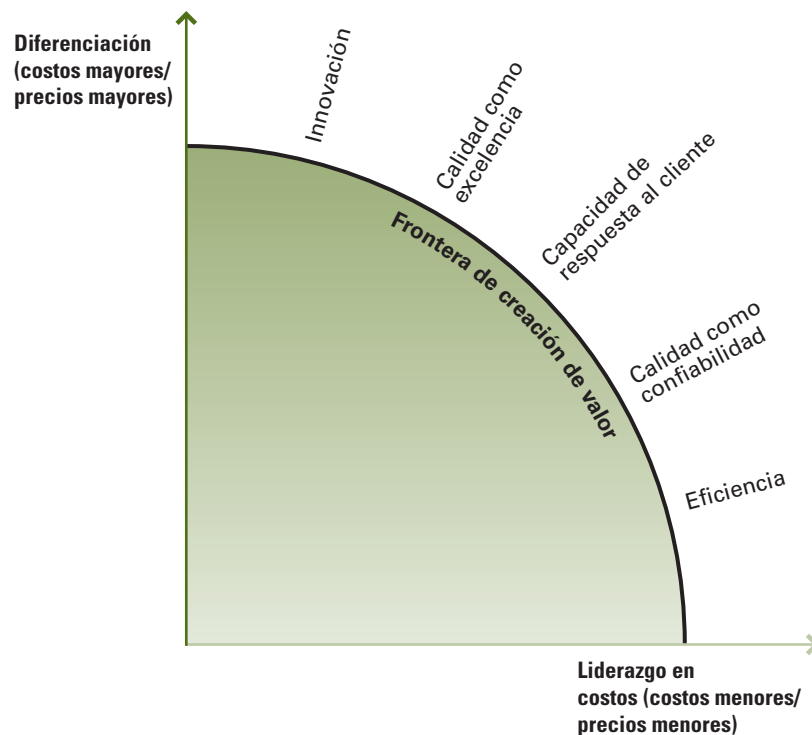 Diferenciación
(costos mayores/
precios mayores)
Innovación
Calidad como
excelencia
Capacidad de
respuesta al cliente
Calidad como
confiabilidad
Eficiencia
Frontera de creación de valor
Liderazgo en
costos (costos menores/
precios menores)